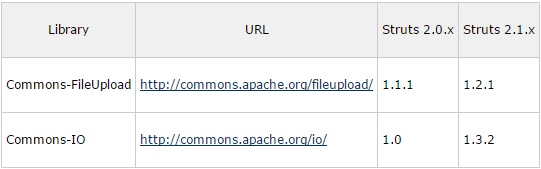 Library URL Struts 2.0.x Struts 2.1.x
Commons-FileUpload http://commons.apache.org/fileupload/ 1.1.1 1.2.1
Commons-IO http://commons.apache.org/io/ 1.0 1.3.2